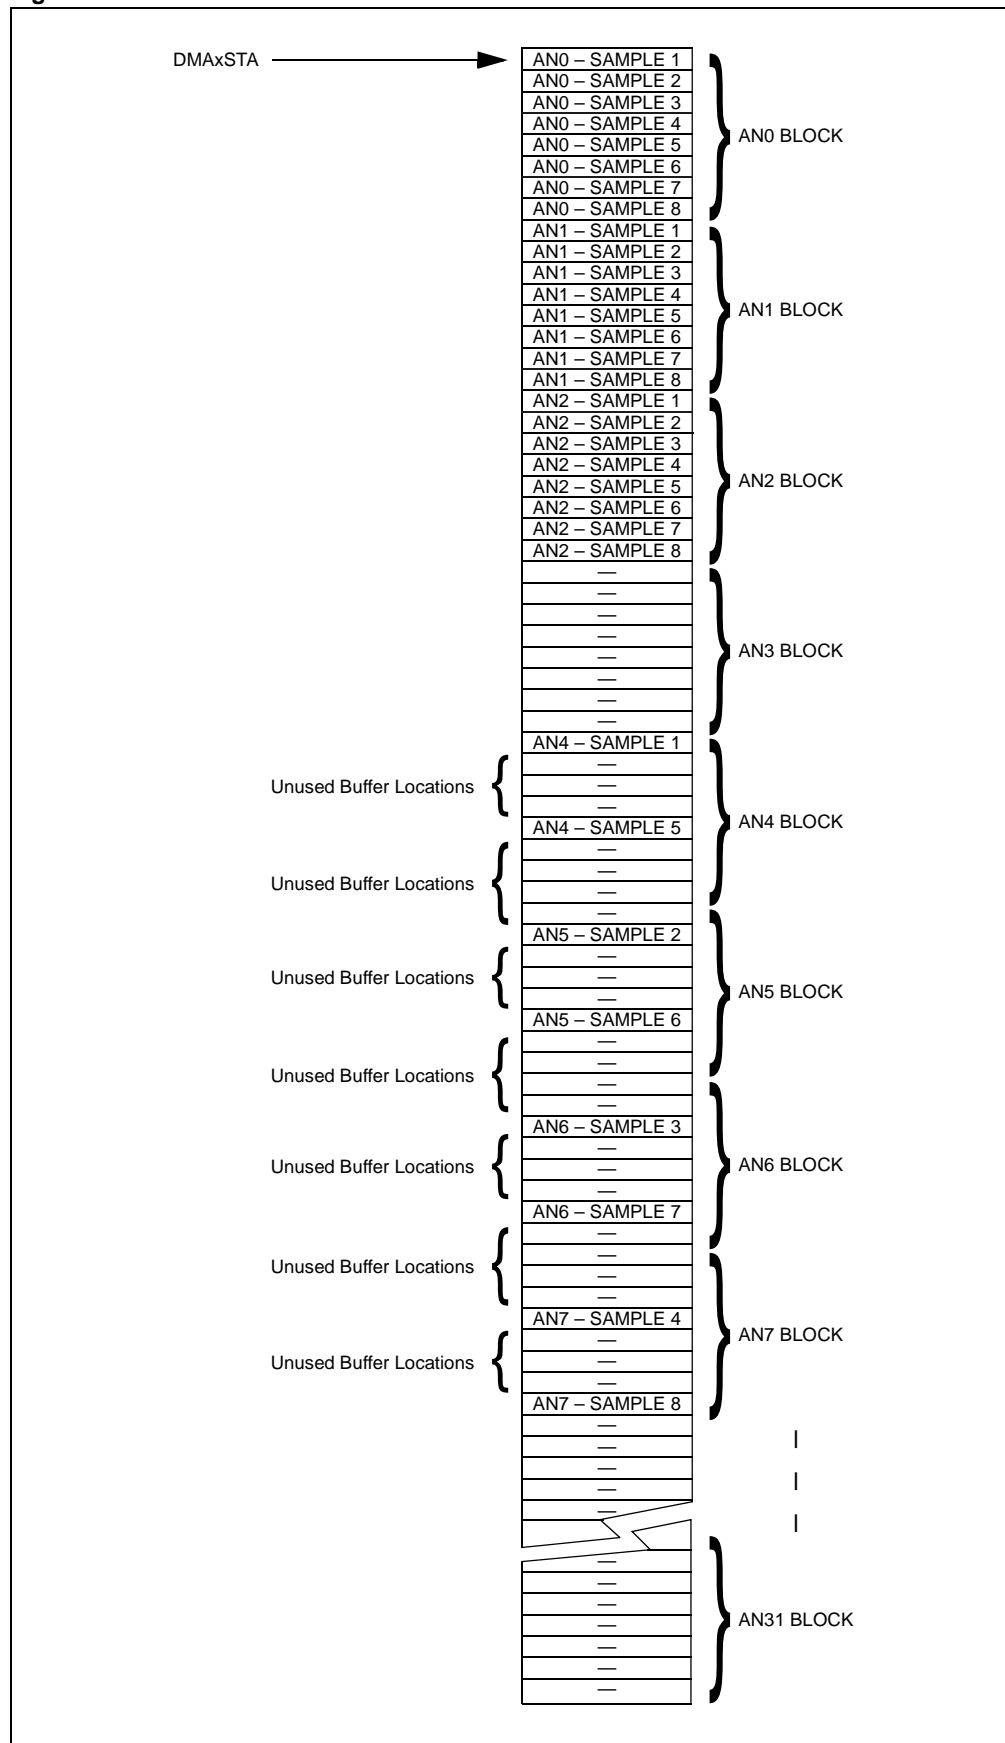 DMAxSTA
AN0 – SAMPLE 1
AN0 – SAMPLE 2
AN0 – SAMPLE 3
AN0 – SAMPLE 4
AN0 – SAMPLE 5
AN0 – SAMPLE 6
AN0 – SAMPLE 7
AN0 – SAMPLE 8
AN0 BLOCK
AN1 – SAMPLE 1
AN1 – SAMPLE 2
AN1 – SAMPLE 3
AN1 – SAMPLE 4
AN1 – SAMPLE 5
AN1 – SAMPLE 6
AN1 – SAMPLE 7
AN1 – SAMPLE 8
AN1 BLOCK
AN2 – SAMPLE 1
AN2 – SAMPLE 2
AN2 – SAMPLE 3
AN2 – SAMPLE 4
AN2 – SAMPLE 5
AN2 – SAMPLE 6
AN2 – SAMPLE 7
AN2 – SAMPLE 8
AN2 BLOCK
—
—
—
—
—
—
—
—
AN3 BLOCK
AN4 – SAMPLE 1
Unused Buffer Locations
—
—
—
AN4 – SAMPLE 5
AN4 BLOCK
Unused Buffer Locations
—
—
—
—
AN5 – SAMPLE 2
Unused Buffer Locations
—
—
—
AN5 – SAMPLE 6
AN5 BLOCK
Unused Buffer Locations
—
—
—
—
AN6 – SAMPLE 3
Unused Buffer Locations
—
—
—
AN6 – SAMPLE 7
AN6 BLOCK
Unused Buffer Locations
—
—
—
—
AN7 – SAMPLE 4
Unused Buffer Locations
—
—
—
AN7 – SAMPLE 8
AN7 BLOCK
—
—
—
—
—
—
—
—
—
—
—
—
AN31 BLOCK